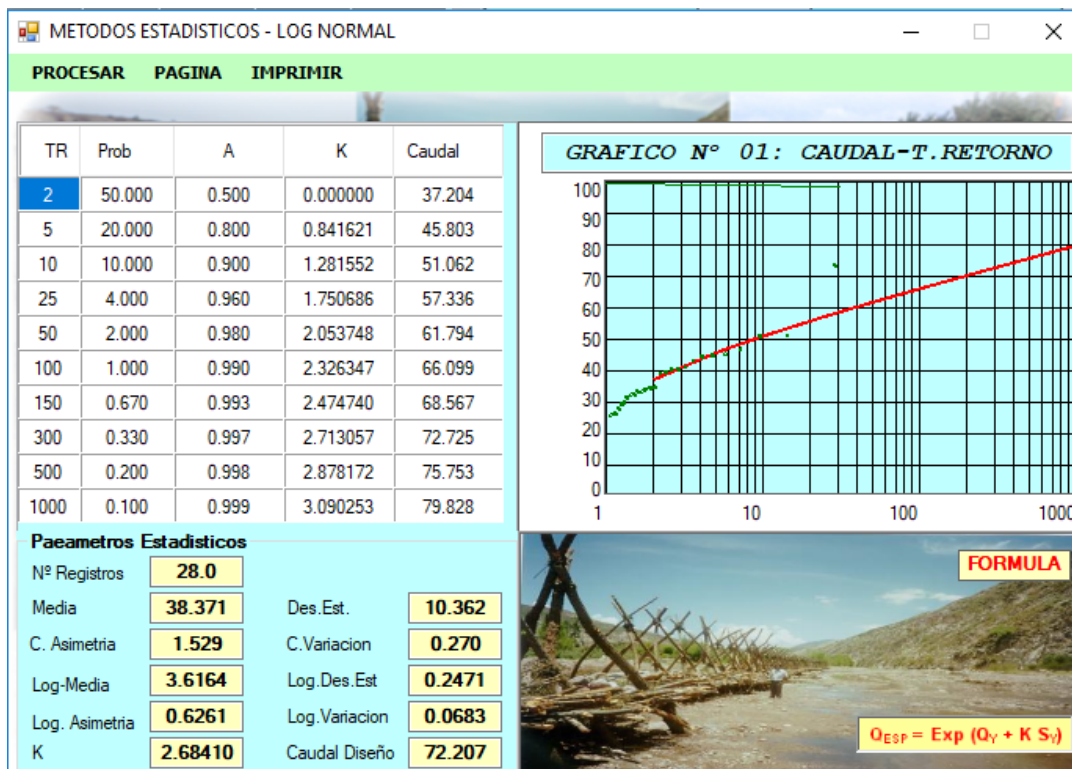 METODOS ESTADISTICOS - LOG NORMAL
PROCESAR PAGINA IMPRIMIR
TR Prob A K Caudal
2 50.000 0.500 0.000000 37.204
5 20.000 0.800 0.841621 45.803
10 10.000 0.900 1.281552 51.062
25 4.000 0.960 1.750686 57.336
50 2.000 0.980 2.053748 61.794
100 1.000 0.990 2.326347 66.099
150 0.670 0.993 2.474740 68.567
300 0.330 0.997 2.713057 72.725
500 0.200 0.998 2.878172 75.753
1000 0.100 0.999 3.090253 79.828
GRAFICO Nº 01: CAUDAL-T.RETORNO
100
90
80
70
60
50
40
30
20
10
0
1 10 100 1000
Paeametros Estadisticos
Nº Registros 28.0
Media 38.371 Des.Est. 10.362
C. Asimetria 1.529 C.Variacion 0.270
Log-Media 3.6164 Log.Des.Est 0.2471
Log. Asimetria 0.6261 Log.Variacion 0.0683
K 2.68410 Caudal Diseño 72.207
FORMULA
QESP = Exp (QY + K SY)